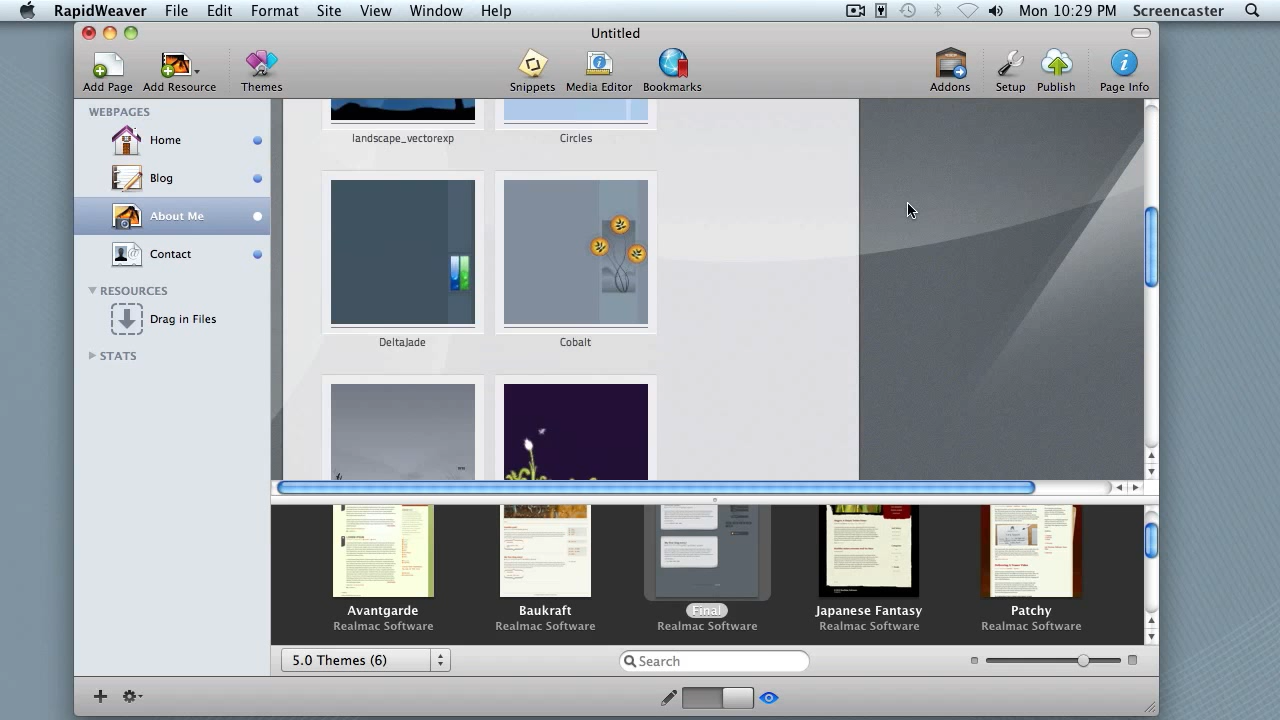 RapidWeaver File Edit Format Site View Window Help Mon 10:29 PM Screencaster
Untitled
Add Page Add Resource Themes Snippets Media Editor Bookmarks Addons Setup Publish Page Info
WEBPAGES
Home
Blog
About Me
Contact
RESOURCES
Drag in Files
STATS
landscape_vectorexp Circles
DeltaJade Cobalt
Avantgarde Baukraft Final Japanese Fantasy Patchy
Realmac Software Realmac Software Realmac Software Realmac Software Realmac Software
5.0 Themes (6) Search